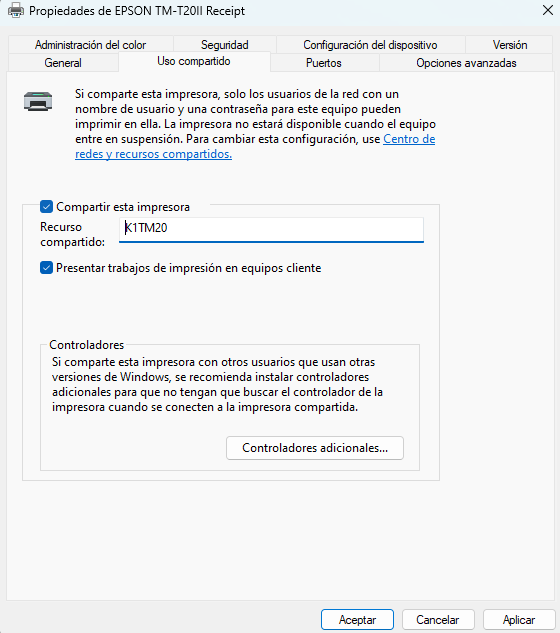 Propiedades de EPSON TM-T20II Receipt
Administración del color
Seguridad
Configuración del dispositivo
Versión
General
Uso compartido
Puertos
Opciones avanzadas
Si comparte esta impresora, solo los usuarios de la red con un
nombre de usuario y una contraseña para este equipo pueden
imprimir en ella. La impresora no estará disponible cuando el equipo
entre en suspensión. Para cambiar esta configuración, use Centro de
redes y recursos compartidos.
Compartir esta impresora
Recurso
compartido:
K1TM20
Presentar trabajos de impresión en equipos cliente
Controladores
Si comparte esta impresora con otros usuarios que usan otras
versiones de Windows, se recomienda instalar controladores
adicionales para que no tengan que buscar el controlador de la
impresora cuando se conecten a la impresora compartida.
Controladores adicionales...
Aceptar
Cancelar
Aplicar